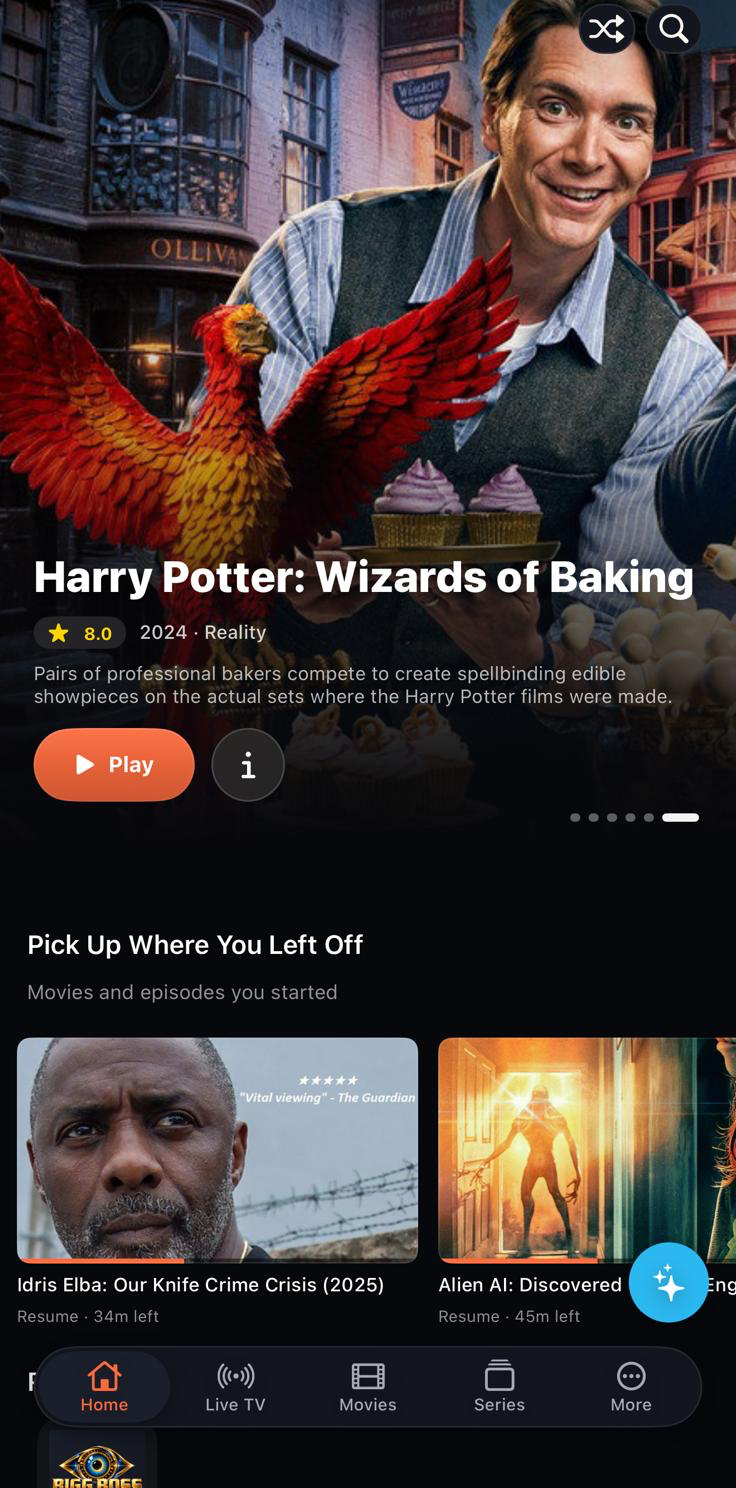 OLLIVAN
Harry Potter: Wizards of Baking
8.0
2024 · Reality
Pairs of professional bakers compete to create spellbinding edible
showpieces on the actual sets where the Harry Potter films were made.
Play
Pick Up Where You Left Off
Movies and episodes you started
★★★★★
"Vital viewing" - The Guardian
Idris Elba: Our Knife Crime Crisis (2025)
Resume · 34m left
Alien AI: Discovered
Eng
Resume · 45m left
Home
Live TV
Movies
Series
More
BIGG BOSS